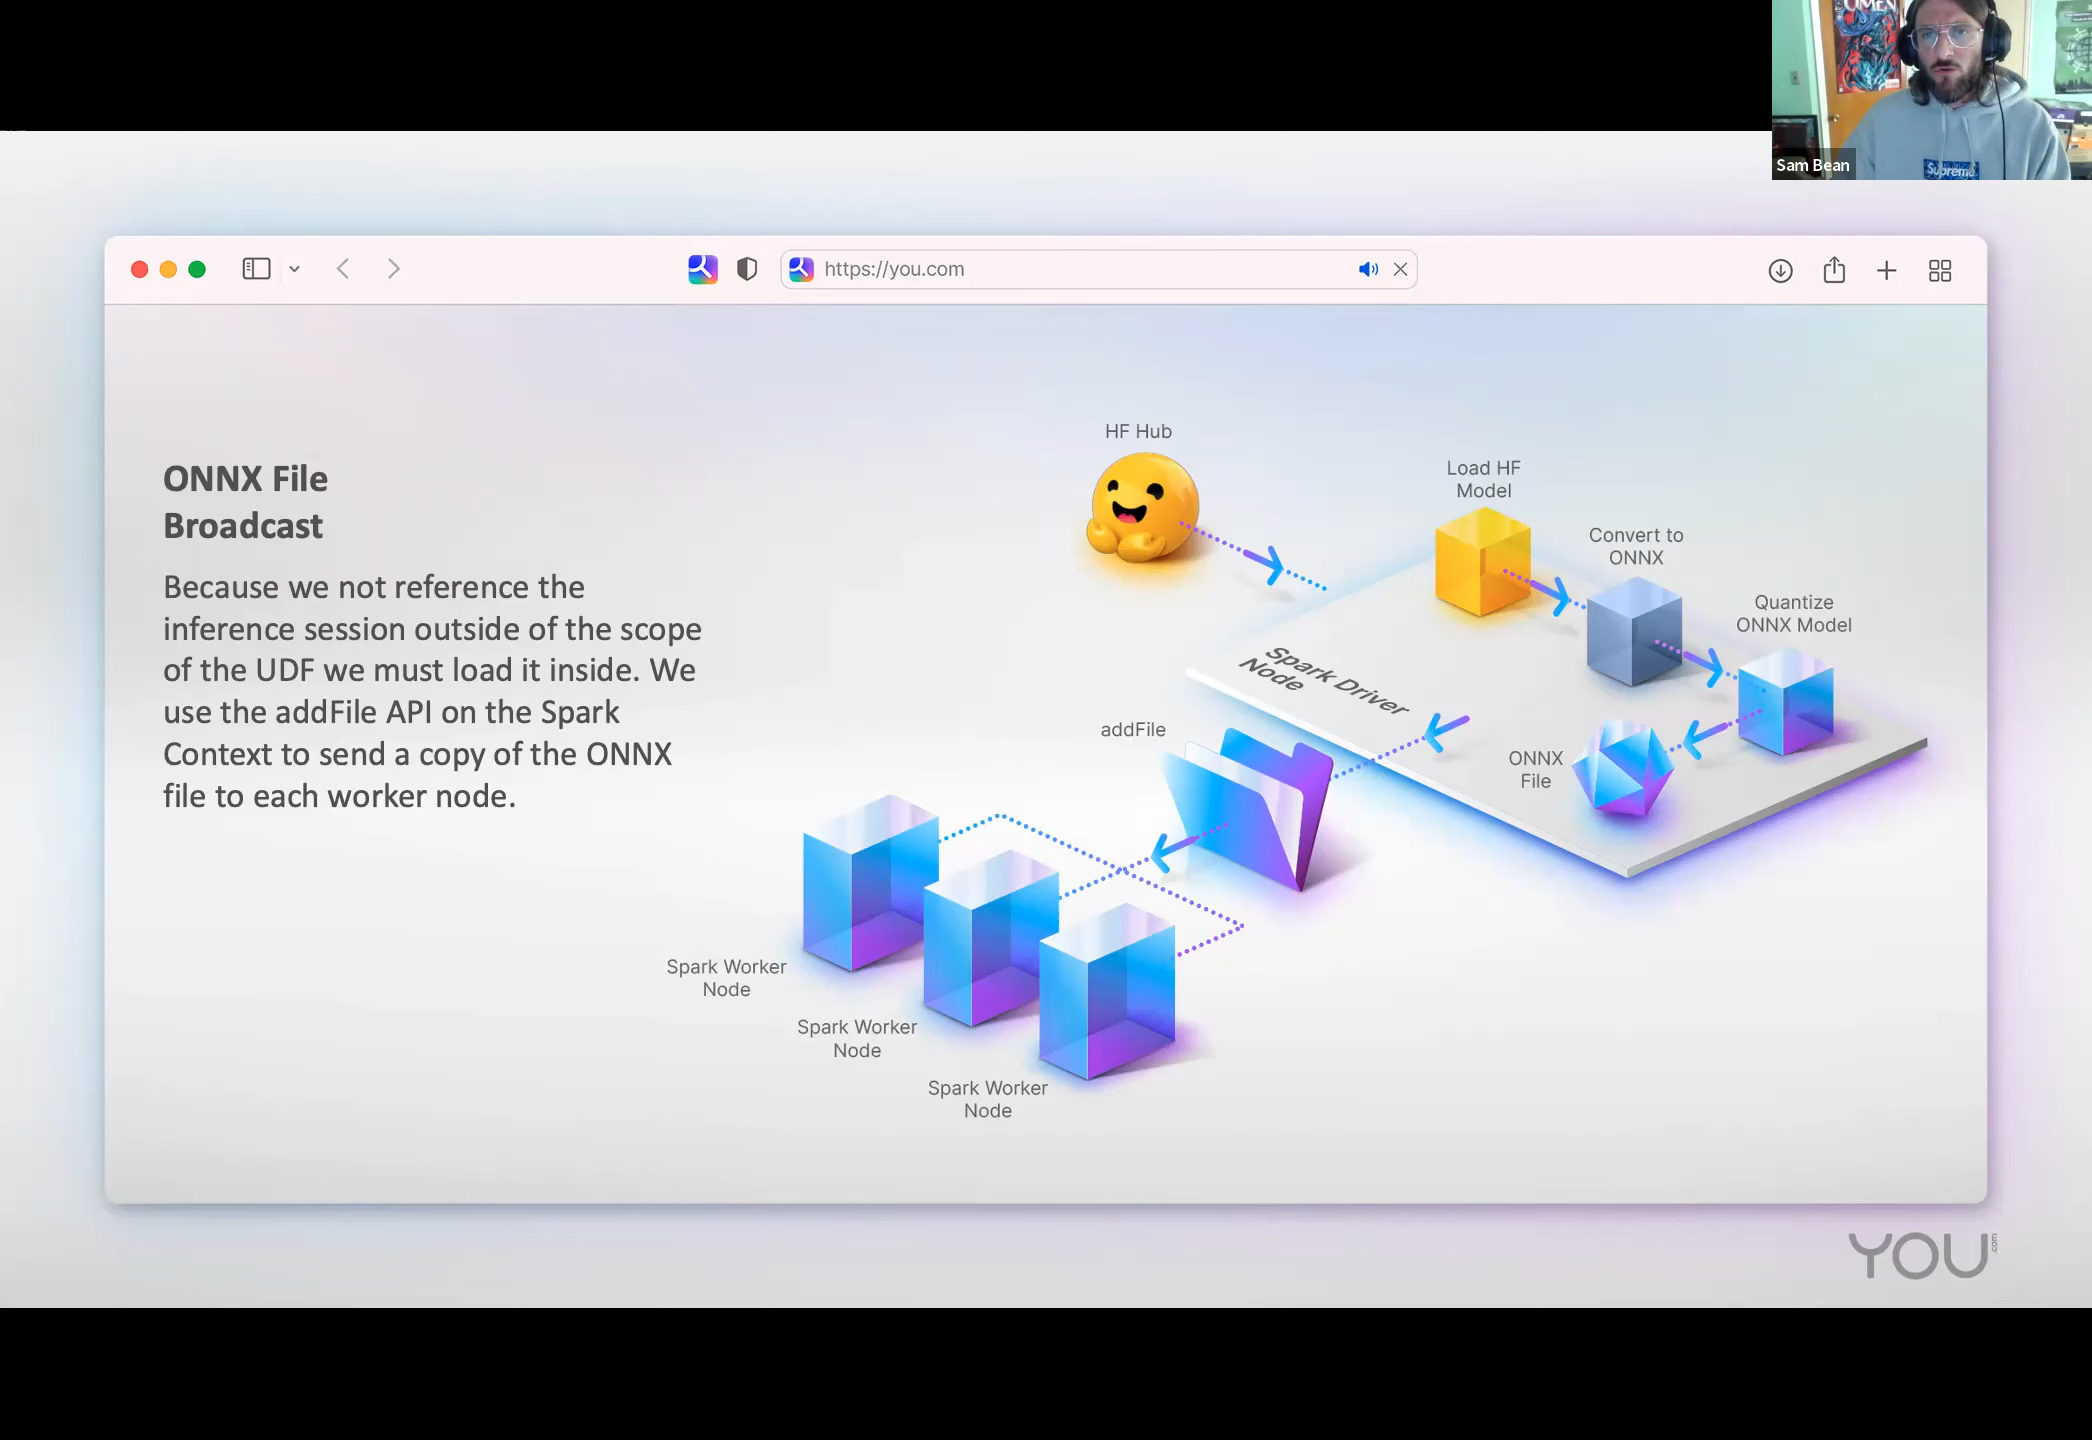 OMEN
Supreme
Sam Bean
https://you.com
ONNX File
Broadcast
Because we not reference the
inference session outside of the scope
of the UDF we must load it inside. We
use the addFile API on the Spark
Context to send a copy of the ONNX
file to each worker node.
HF Hub
Load HF
Model
Convert to
ONNX
Quantize
ONNX Model
Spark Driver
Node
ONNX
File
addFile
Spark Worker
Node
Spark Worker
Node
Spark Worker
Node
YOU.com